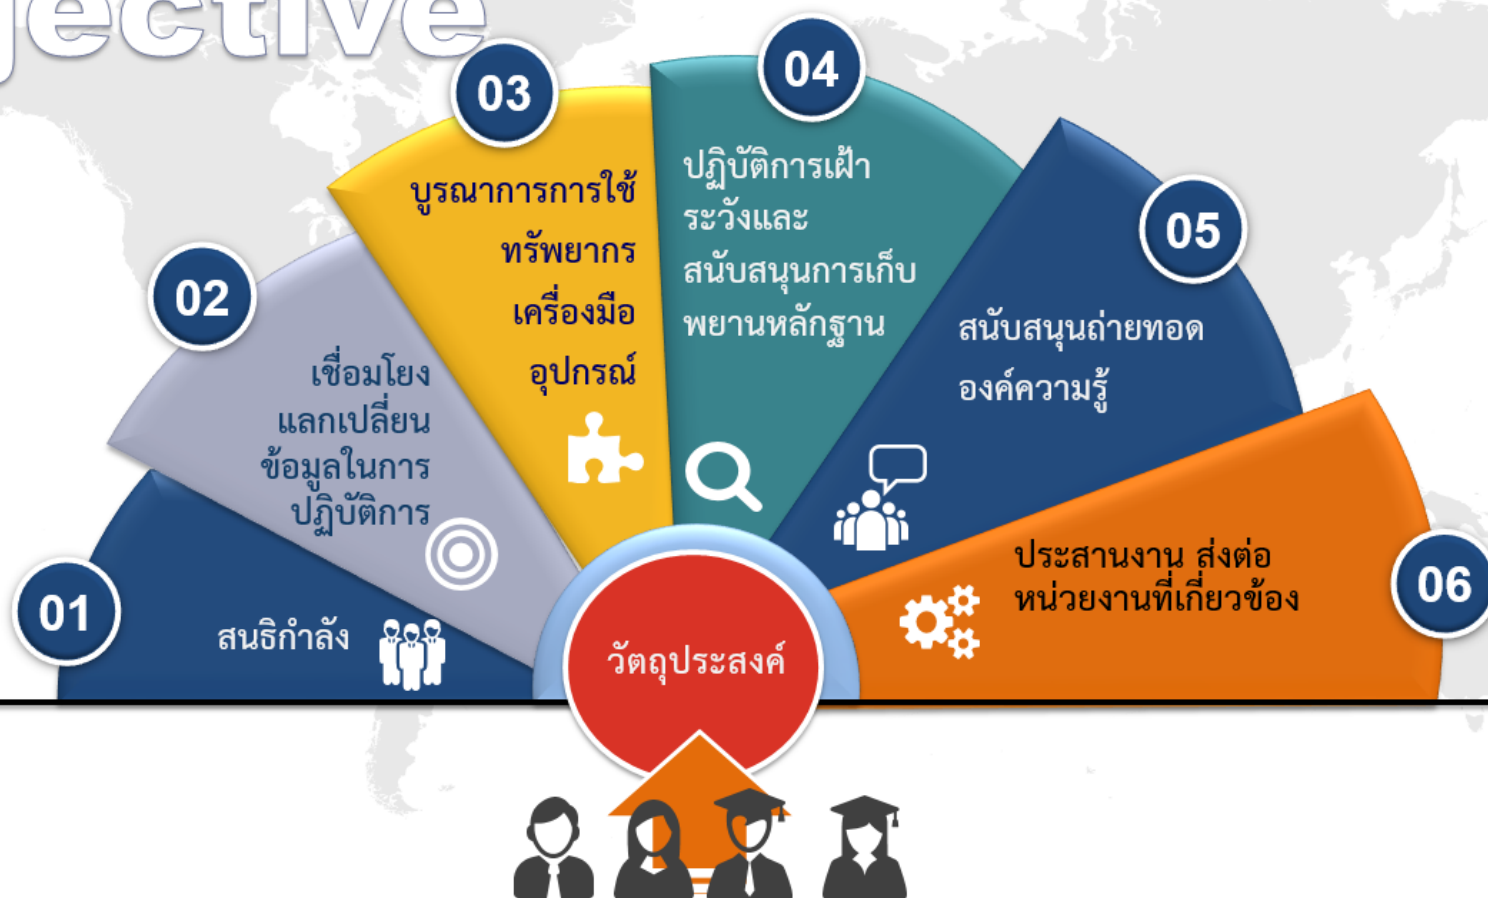 jective
01
สนธิกำลัง
02
เชื่อมโยง
แลกเปลี่ยน
ข้อมูลในการ
ปฏิบัติการ
03
บูรณาการการใช้
ทรัพยากร
เครื่องมือ
อุปกรณ์
04
ปฏิบัติการเฝ้า
ระวังและ
สนับสนุนการเก็บ
พยานหลักฐาน
05
สนับสนุนถ่ายทอด
องค์ความรู้
06
ประสานงาน ส่งต่อ
หน่วยงานที่เกี่ยวข้อง
วัตถุประสงค์